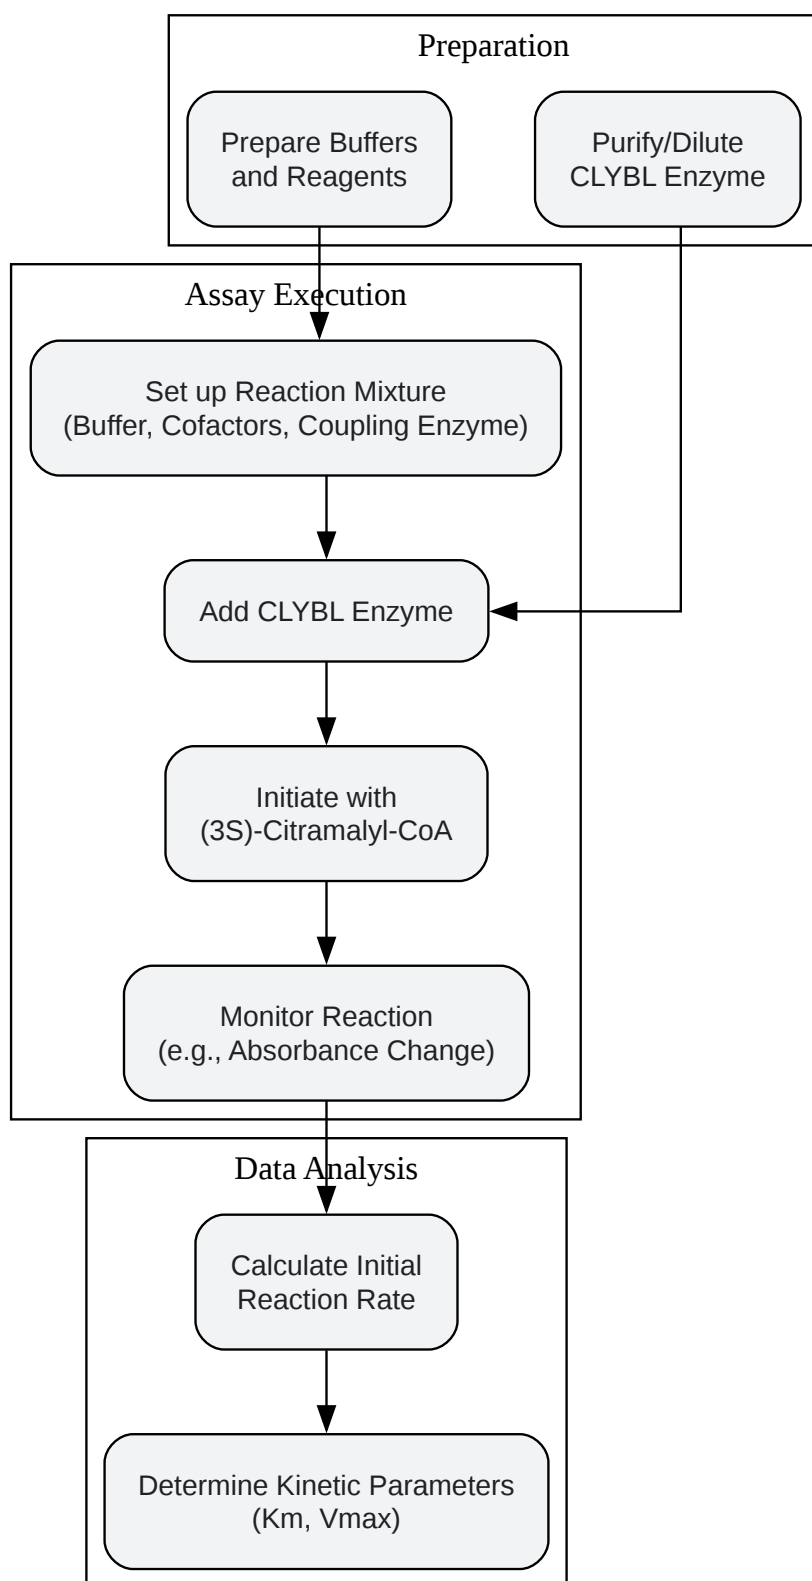 Preparation
Prepare Buffers
and Reagents
Purify/Dilute
CLYBL Enzyme
Assay Execution
Set up Reaction Mixture
(Buffer, Cofactors, Coupling Enzyme)
Add CLYBL Enzyme
Initiate with
(3S)-Citramalyl-CoA
Monitor Reaction
(e.g., Absorbance Change)
Data Analysis
Calculate Initial
Reaction Rate
Determine Kinetic Parameters
(Km, Vmax)